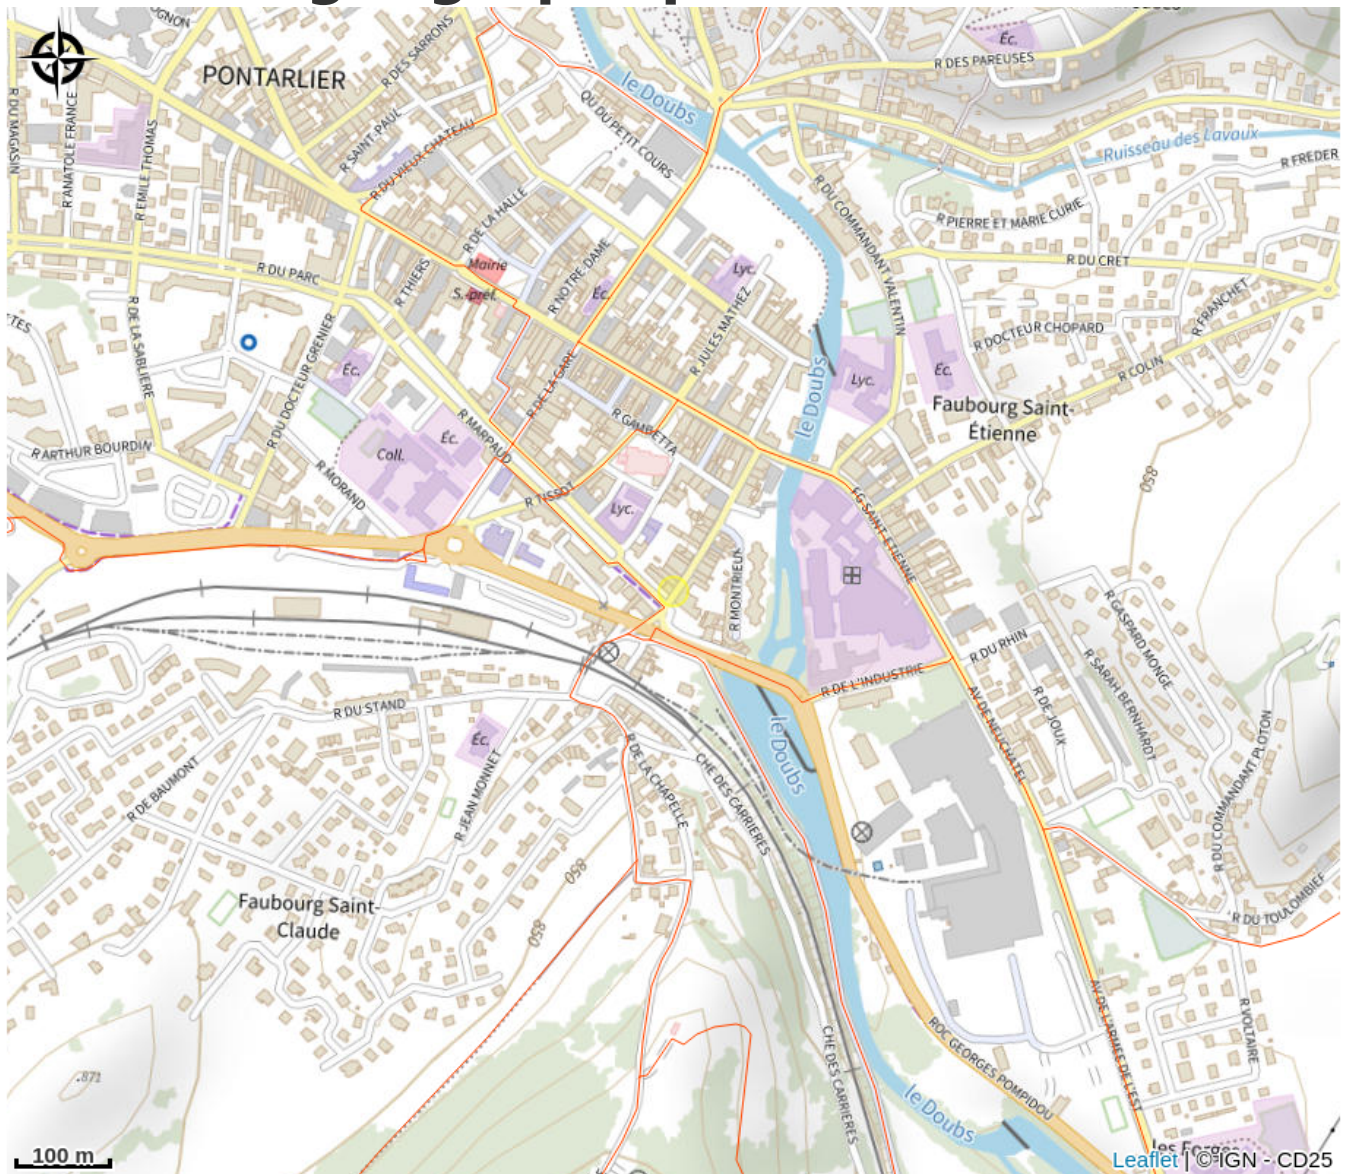 PONTARLIER
R DES SARRONS
le Doubs
Éc.
R DES PAREUSES
R DU MAGASIN
R ANATOLE FRANCE
R EMILE THOMAS
R SAINT-PAUL
R DU VIEUX CHATEAU
QU DU PETIT COURS
Ruisseau des Lavaux
R FREDER
R DE LA HALLE
R DU COMMANDANT VALENTIN
R PIERRE ET MARIE CURIE
R DU PARC
R THIERS
Mairie
S.-préf.
R NOTRE-DAME
Éc.
Lyc.
R JULES MATHEZ
R DU CRET
R FRANCHET
R DOCTEUR CHOPARD
R COLIN
TES
R DE LA SABLIERE
R DU DOCTEUR GRENIER
Éc.
R DE LA GARE
le Doubs
Lyc.
Éc.
Faubourg Saint-
Étienne
R ARTHUR BOURDIN
R MORAND
Coll.
Éc.
R MARPAUD
R GAMBETTA
R TISSOT
Lyc.
FG SAINT-ETIENNE
850
R MONTRIEUX
R DU RHIN
R GASPARD MONGE
R SARAH BERNHARDT
R DE JOUX
R DE L'INDUSTRIE
AV DE NEUCHATEL
R DU STAND
Éc.
R DE BAUMONT
R JEAN MONNET
R DE LA CHAPELLE
CHE DES CARRIERES
le Doubs
R DU COMMANDANT PLOTON
R DU TOULOMBIEF
Faubourg Saint-
Claude
850
850
871
CHE DES CARRIERES
ROC GEORGES POMPIDOU
AV DE L'ARMEE DE L'EST
R VOLTAIRE
le Doubs
les Forges
100 m
Leaflet | © IGN - CD25